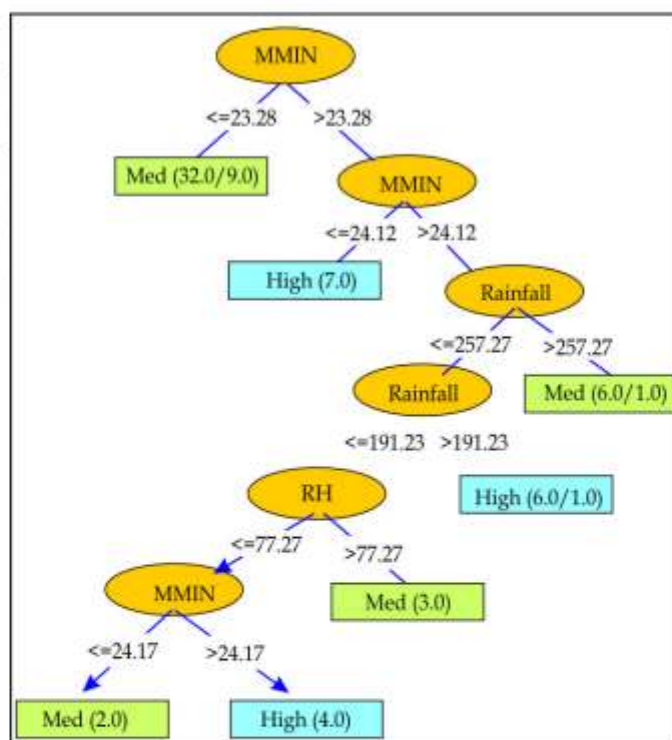 MMIN
<=23.28 >23.28
Med (32.0/9.0)
MMIN
<=24.12 >24.12
High (7.0)
Rainfall
<=257.27 >257.27
Rainfall
Med (6.0/1.0)
<=191.23 >191.23
RH
High (6.0/1.0)
<=77.27 >77.27
MMIN
Med (3.0)
<=24.17 >24.17
Med (2.0)
High (4.0)